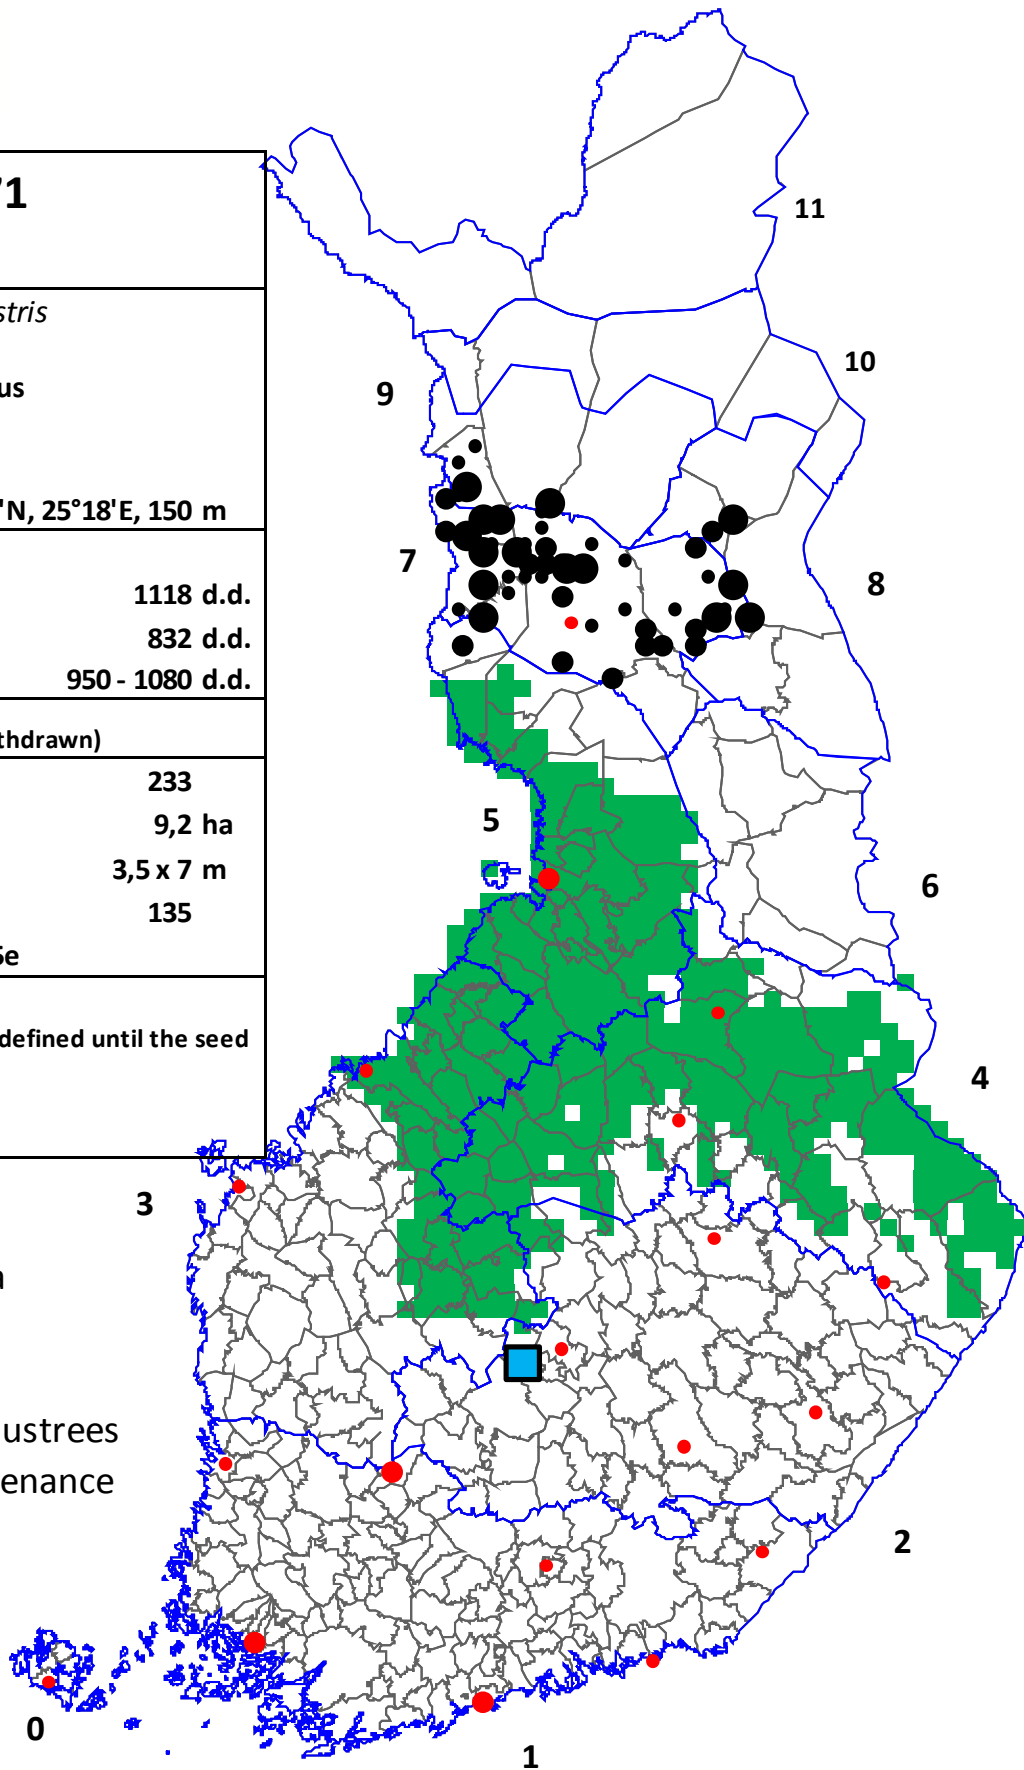 71
stris
us
'N, 25°18'E, 150 m
1118 d.d.
832 d.d.
950 - 1080 d.d.
thdrawn)
233
9,2 ha
3,5 x 7 m
135
defined until the seed
ustrees
enance
11
10
9
8
7
6
5
4
3
2
1
0